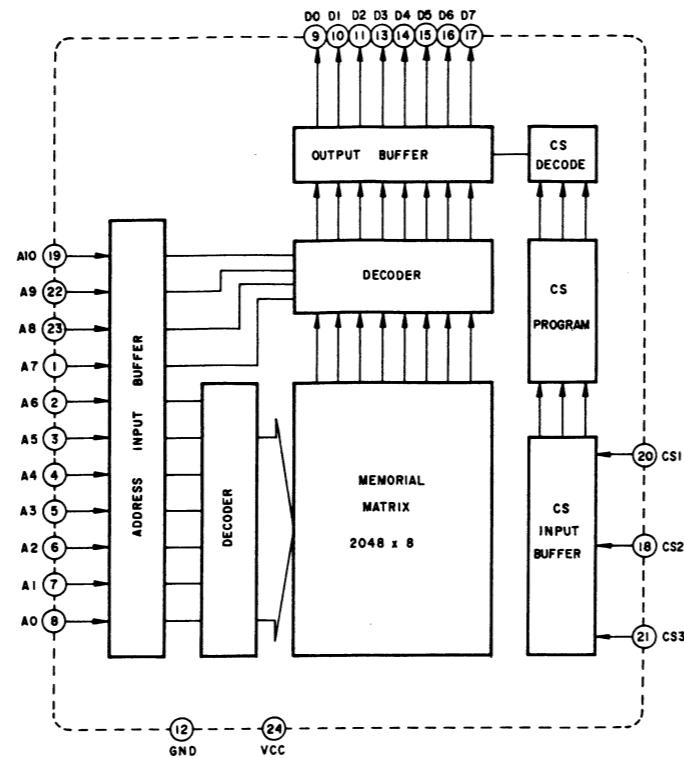 D0 D1 D2 D3 D4 D5 D6 D7
9 10 11 13 14 15 16 17
OUTPUT BUFFER
CS
DECODE
A10 19
A9 22
A8 23
A7 1
A6 2
A5 3
A4 4
A3 5
A2 6
A1 7
A0 8
ADDRESS INPUT BUFFER
DECODER
DECODER
MEMORIAL
MATRIX
2048 x 8
CS
PROGRAM
CS
INPUT
BUFFER
20 CS1
18 CS2
21 CS3
12
GND
24
VCC